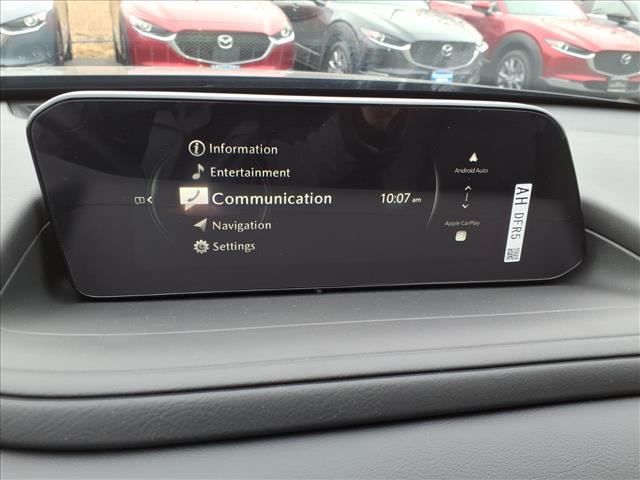 Information
Entertainment
Communication
10:07 am
Navigation
Settings
Android Auto
Apple CarPlay
AH DFR5